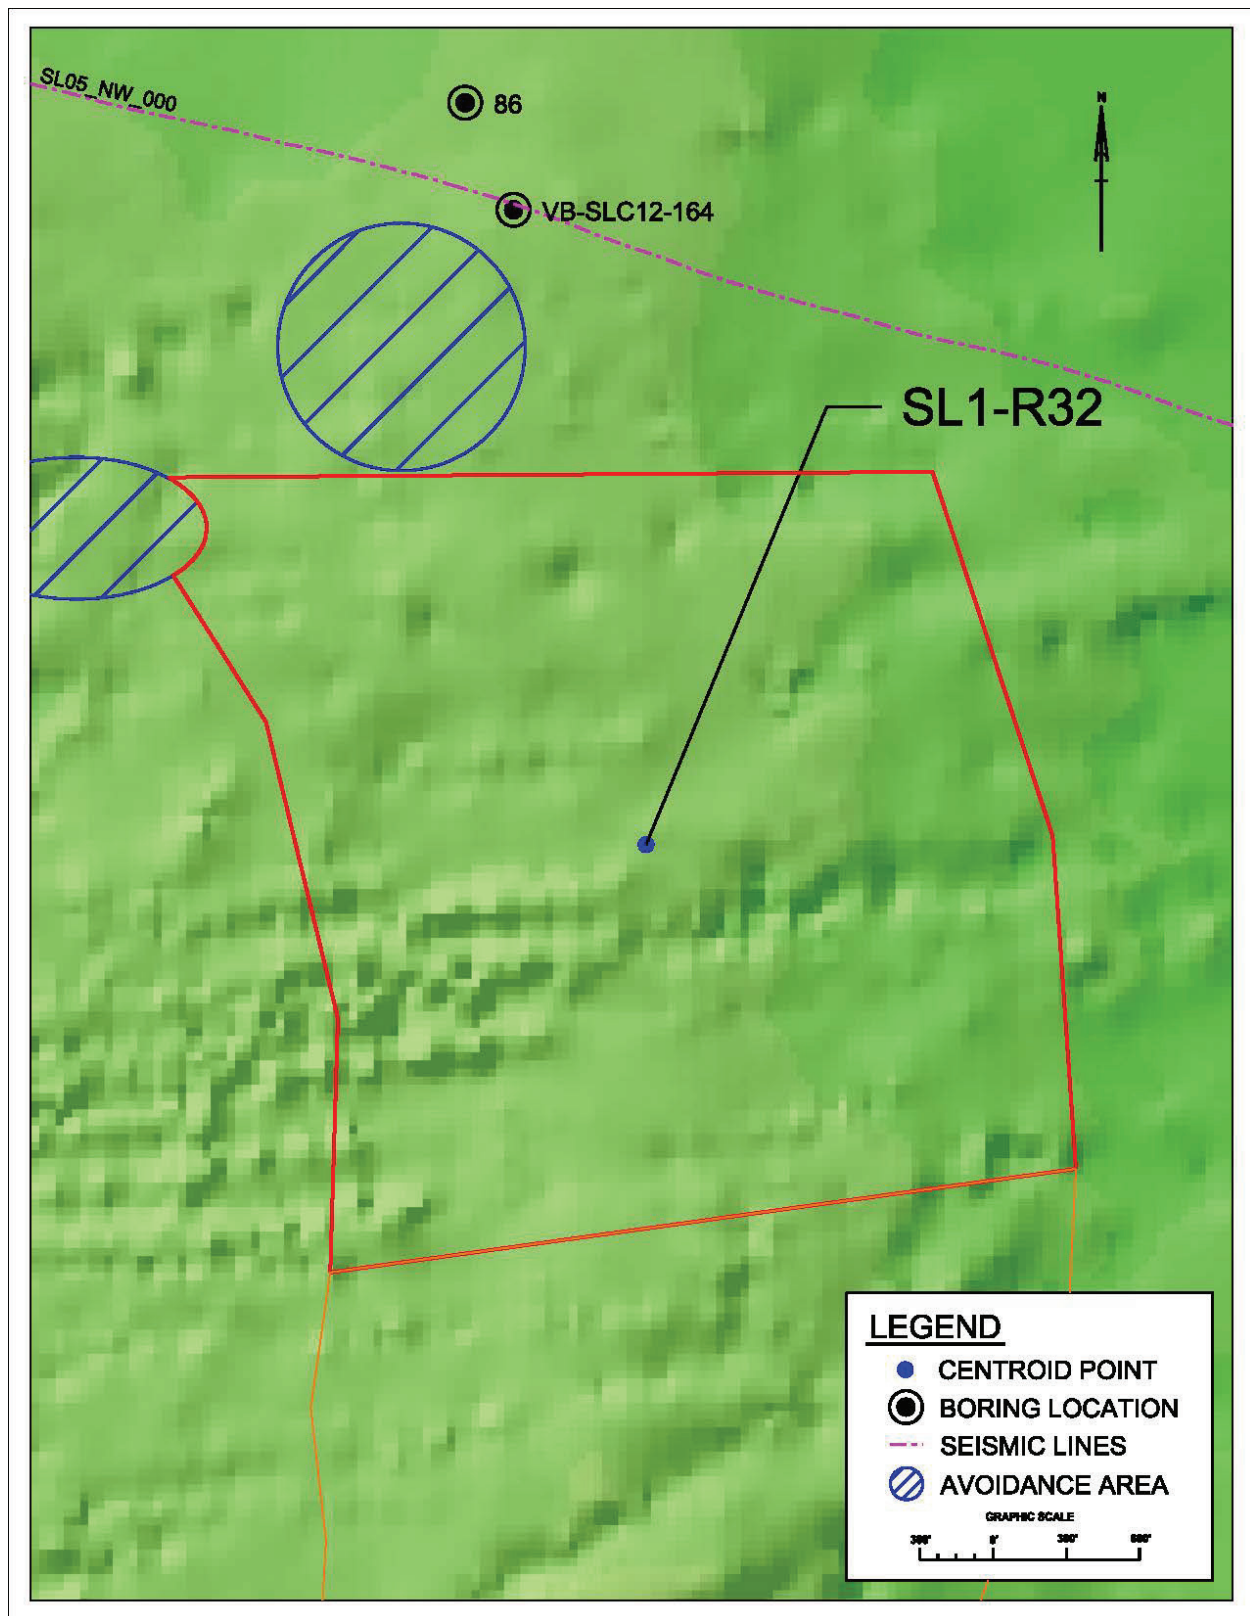 SL05_NW_000
86
N
VB-SLC12-164
SL1-R32
LEGEND
CENTROID POINT
BORING LOCATION
SEISMIC LINES
AVOIDANCE AREA
GRAPHIC SCALE
300' 0' 300' 600'